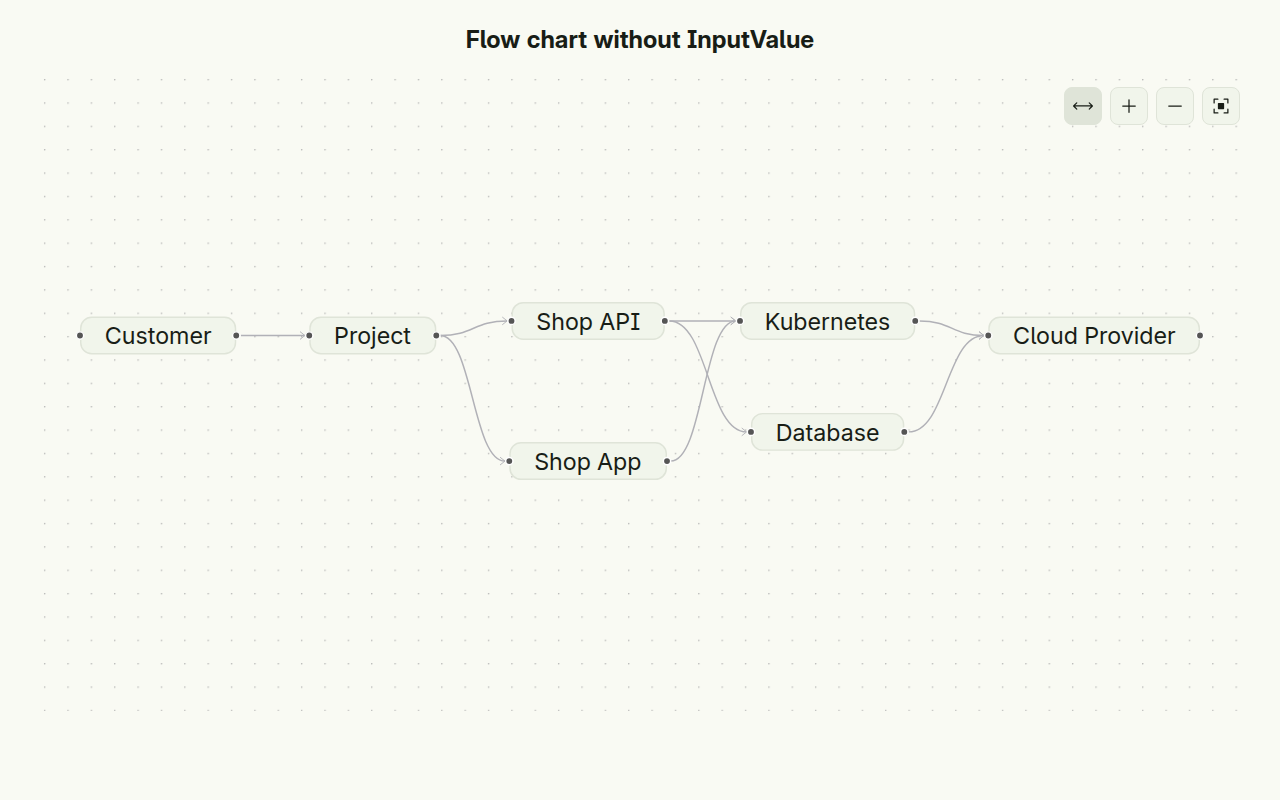 Flow chart without InputValue
Customer
Project
Shop API
Shop App
Kubernetes
Database
Cloud Provider